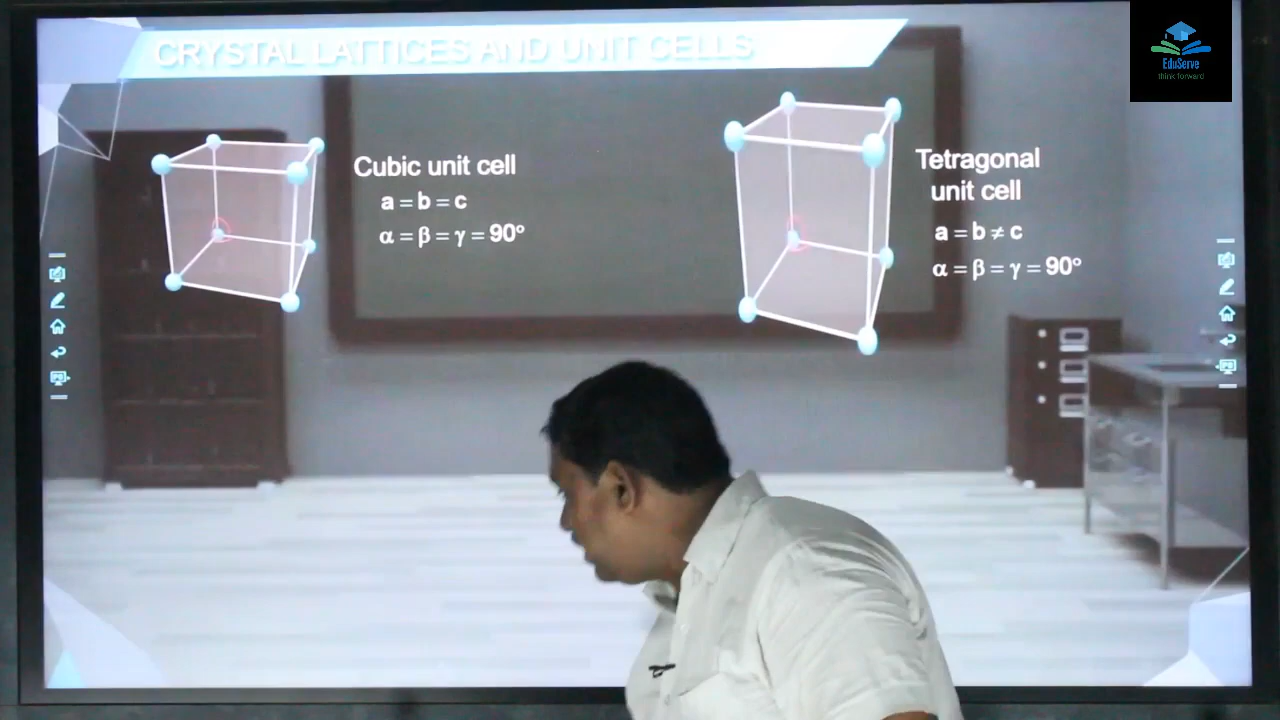 CRYSTAL LATTICES AND UNIT CELLS
EduServe
think forward
Cubic unit cell
a = b = c
α = β = γ = 90°
Tetragonal
unit cell
a = b ≠ c
α = β = γ = 90°